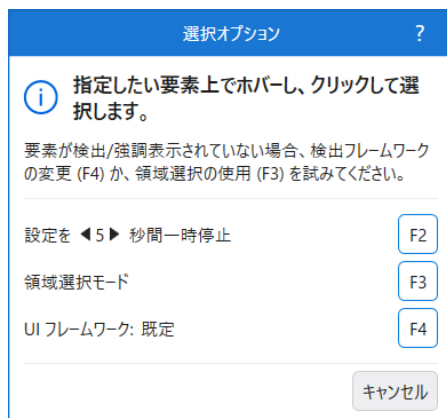 選択オプション ?
指定したい要素上でホバーし、クリックして選
択します。
要素が検出/強調表示されていない場合、検出フレームワーク
の変更 (F4) か、領域選択の使用 (F3) を試みてください。
設定を ◀5▶ 秒間一時停止 F2
領域選択モード F3
UI フレームワーク: 既定 F4
キャンセル